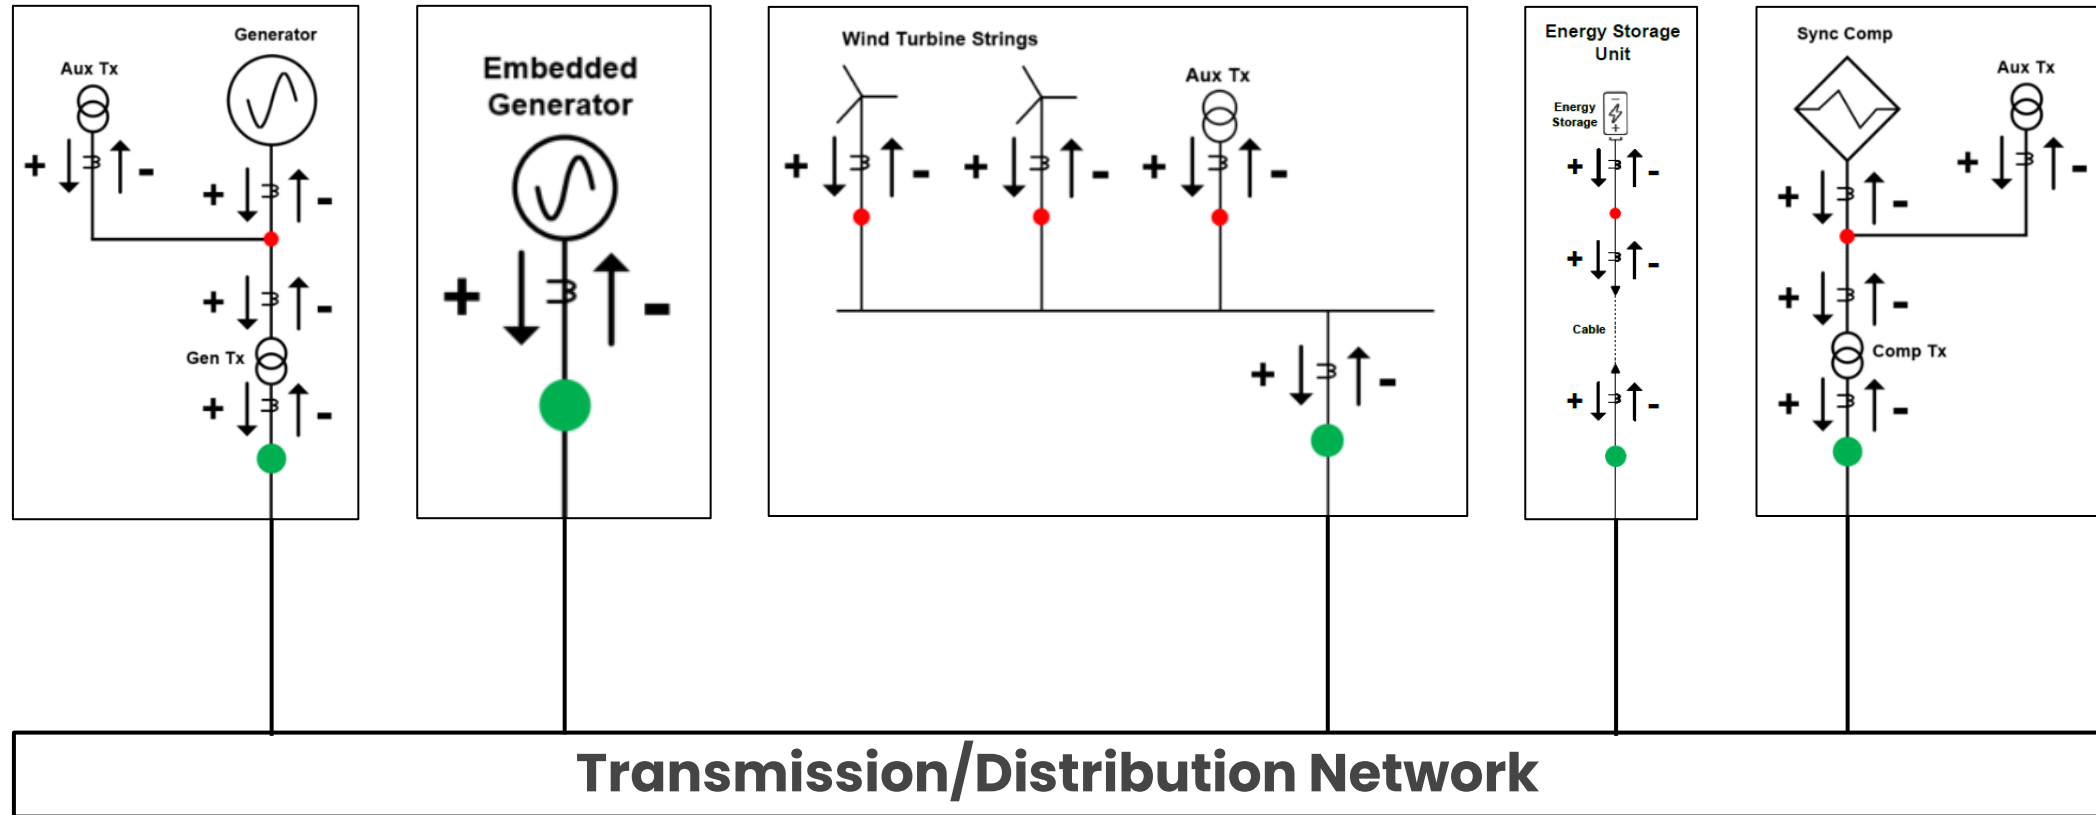 Generator
Aux Tx
+ -
+ -
+ -
Gen Tx
+ -
Embedded
Generator
+ -
Wind Turbine Strings
Aux Tx
+ -
+ -
+ -
+ -
Energy Storage
Unit
Energy
Storage
+ -
+ -
Cable
+ -
Sync Comp
Aux Tx
+ -
+ -
+ -
Comp Tx
+ -
Transmission/Distribution Network